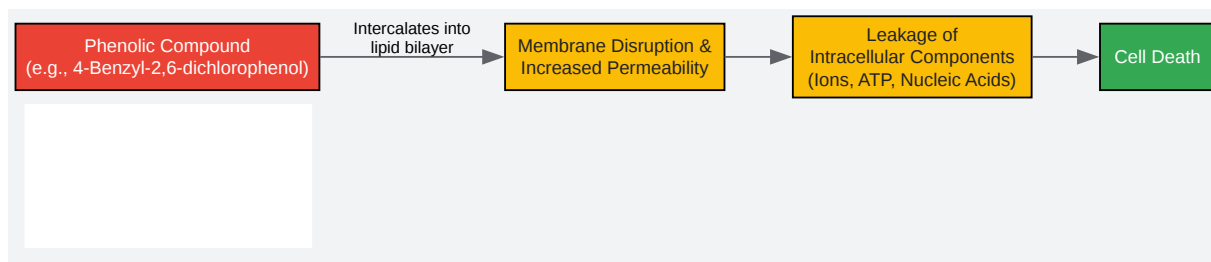 Phenolic Compound
(e.g., 4-Benzyl-2,6-dichlorophenol)
Intercalates into
lipid bilayer
Membrane Disruption &
Increased Permeability
Leakage of
Intracellular Components
(Ions, ATP, Nucleic Acids)
Cell Death